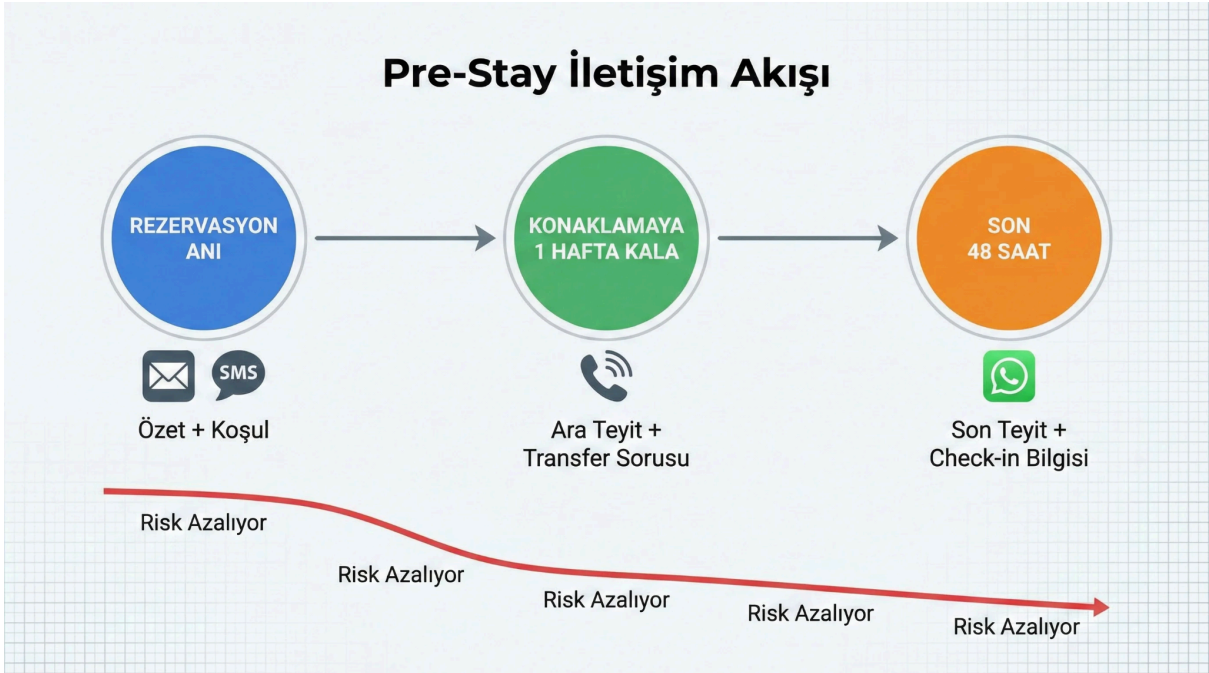 Pre-Stay İletişim Akışı
REZERVASYON
ANI
KONAKLAMAYA
1 HAFTA KALA
SON
48 SAAT
SMS
Özet + Koşul
Ara Teyit +
Transfer Sorusu
Son Teyit +
Check-in Bilgisi
Risk Azalıyor
Risk Azalıyor
Risk Azalıyor
Risk Azalıyor
Risk Azalıyor